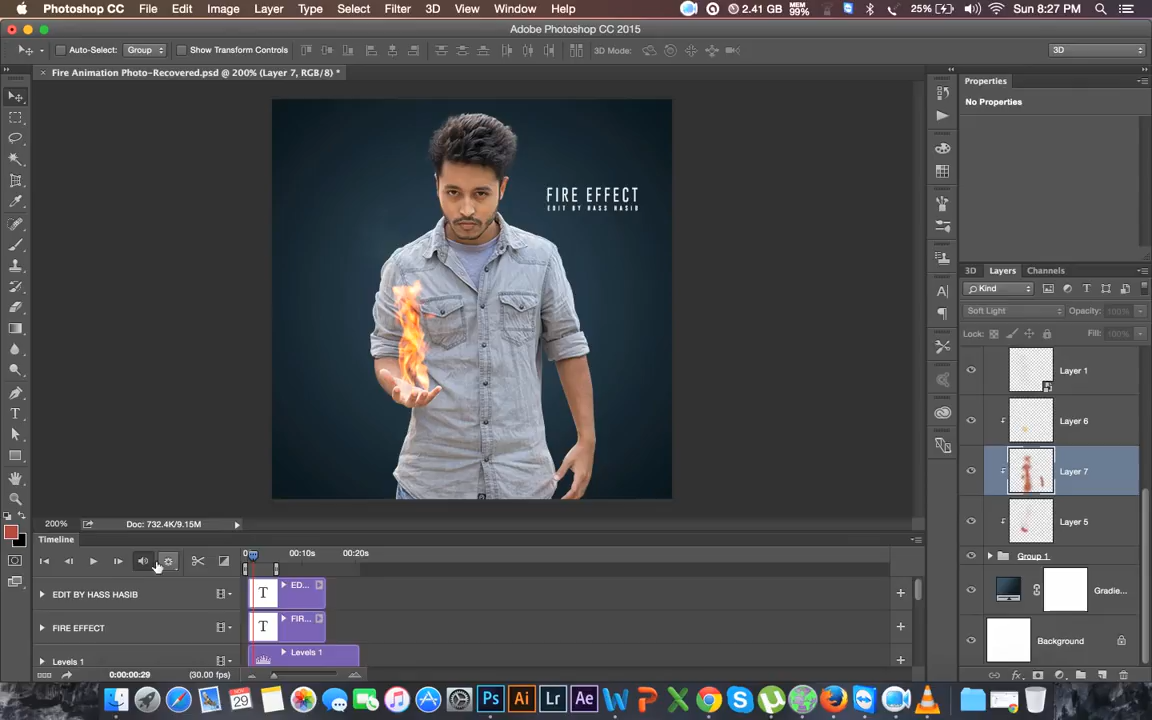 Photoshop CC File Edit Image Layer Type Select Filter 3D View Window Help 2.41 GB MEM 99% 25% Sun 8:27 PM
Adobe Photoshop CC 2015
Auto-Select: Group Show Transform Controls 3D Mode: 3D
Fire Animation Photo-Recovered.psd @ 200% (Layer 7, RGB/8) *
Properties
No Properties
FIRE EFFECT
EDIT BY HASS HASIB
3D Layers Channels
Kind
Soft Light Opacity: 100%
Lock: Fill: 100%
Layer 1
Layer 6
Layer 7
Layer 5
Group 1
Gradie...
Background
200% Doc: 732.4K/9.15M
Timeline
0 00:10s 00:20s
EDIT BY HASS HASIB T ED...
FIRE EFFECT T FIR...
Levels 1 Levels 1
0:00:00:29 (30.00 fps)